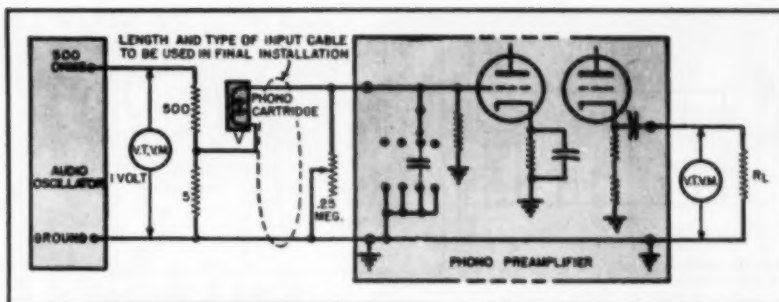 LENGTH AND TYPE OF INPUT CABLE
TO BE USED IN FINAL INSTALLATION
500
OHMS
PHONO
CARTRIDGE
500
V.T.V.M.
1 VOLT
AUDIO
OSCILLATOR
5
.25
MEG.
V.T.V.M.
RL
GROUND
PHONO PREAMPLIFIER